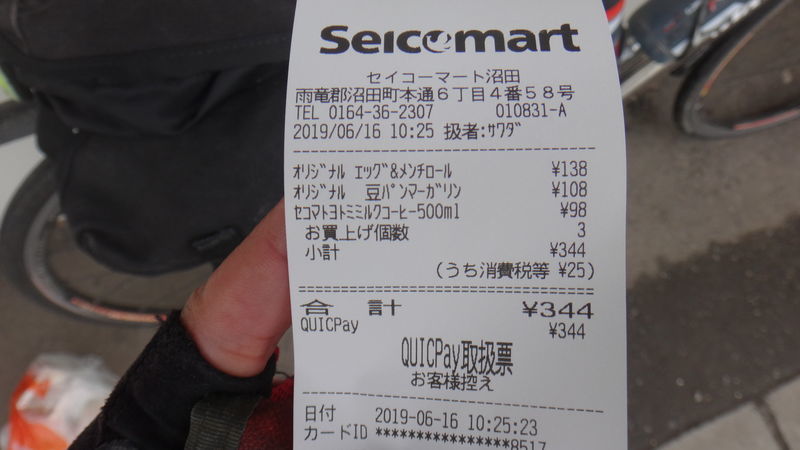 Seicomart
セイコーマート沼田
雨竜郡沼田町本通6丁目4番58号
TEL 0164-36-2307 010831-A
2019/06/16 10:25 扱者:ｻﾜﾀﾞ
ｵﾘｼﾞﾅﾙ ｴｯｸﾞ&ﾒﾝﾁﾛｰﾙ ¥138
ｵﾘｼﾞﾅﾙ 豆ﾊﾟﾝﾏｰｶﾞﾘﾝ ¥108
ｾｺﾏﾄﾖﾄﾐﾐﾙｸｺｰﾋｰ500ml ¥98
お買上げ個数 3
小計 ¥344
(うち消費税等 ¥25)
合 計 ¥344
QUICPay ¥344
QUICPay取扱票
お客様控え
日付 2019-06-16 10:25:23
カードID ****************8517